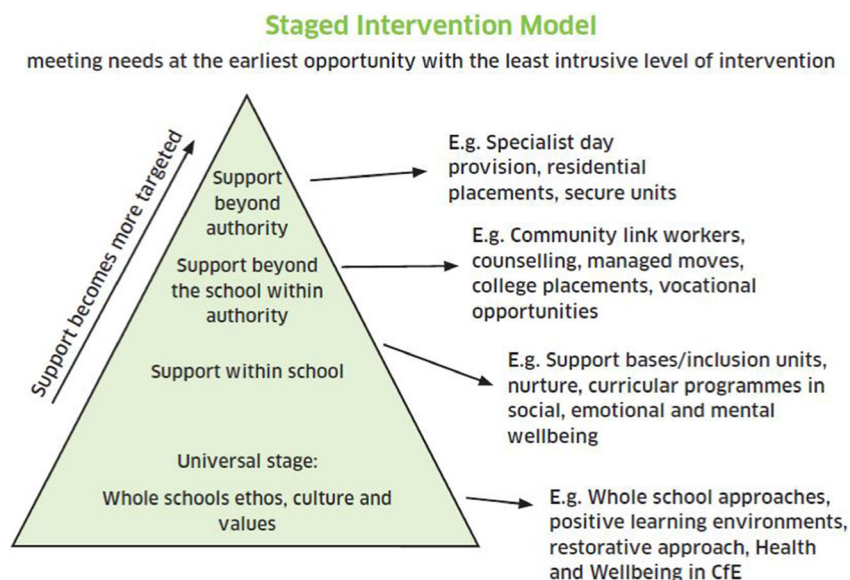 Staged Intervention Model
meeting needs at the earliest opportunity with the least intrusive level of intervention
Support becomes more targeted
Support
beyond
authority
E.g. Specialist day
provision, residential
placements, secure units
Support beyond
the school within
authority
E.g. Community link workers,
counselling, managed moves,
college placements, vocational
opportunities
Support within school
E.g. Support bases/inclusion units,
nurture, curricular programmes in
social, emotional and mental
wellbeing
Universal stage:
Whole schools ethos, culture and
values
E.g. Whole school approaches,
positive learning environments,
restorative approach, Health
and Wellbeing in CfE